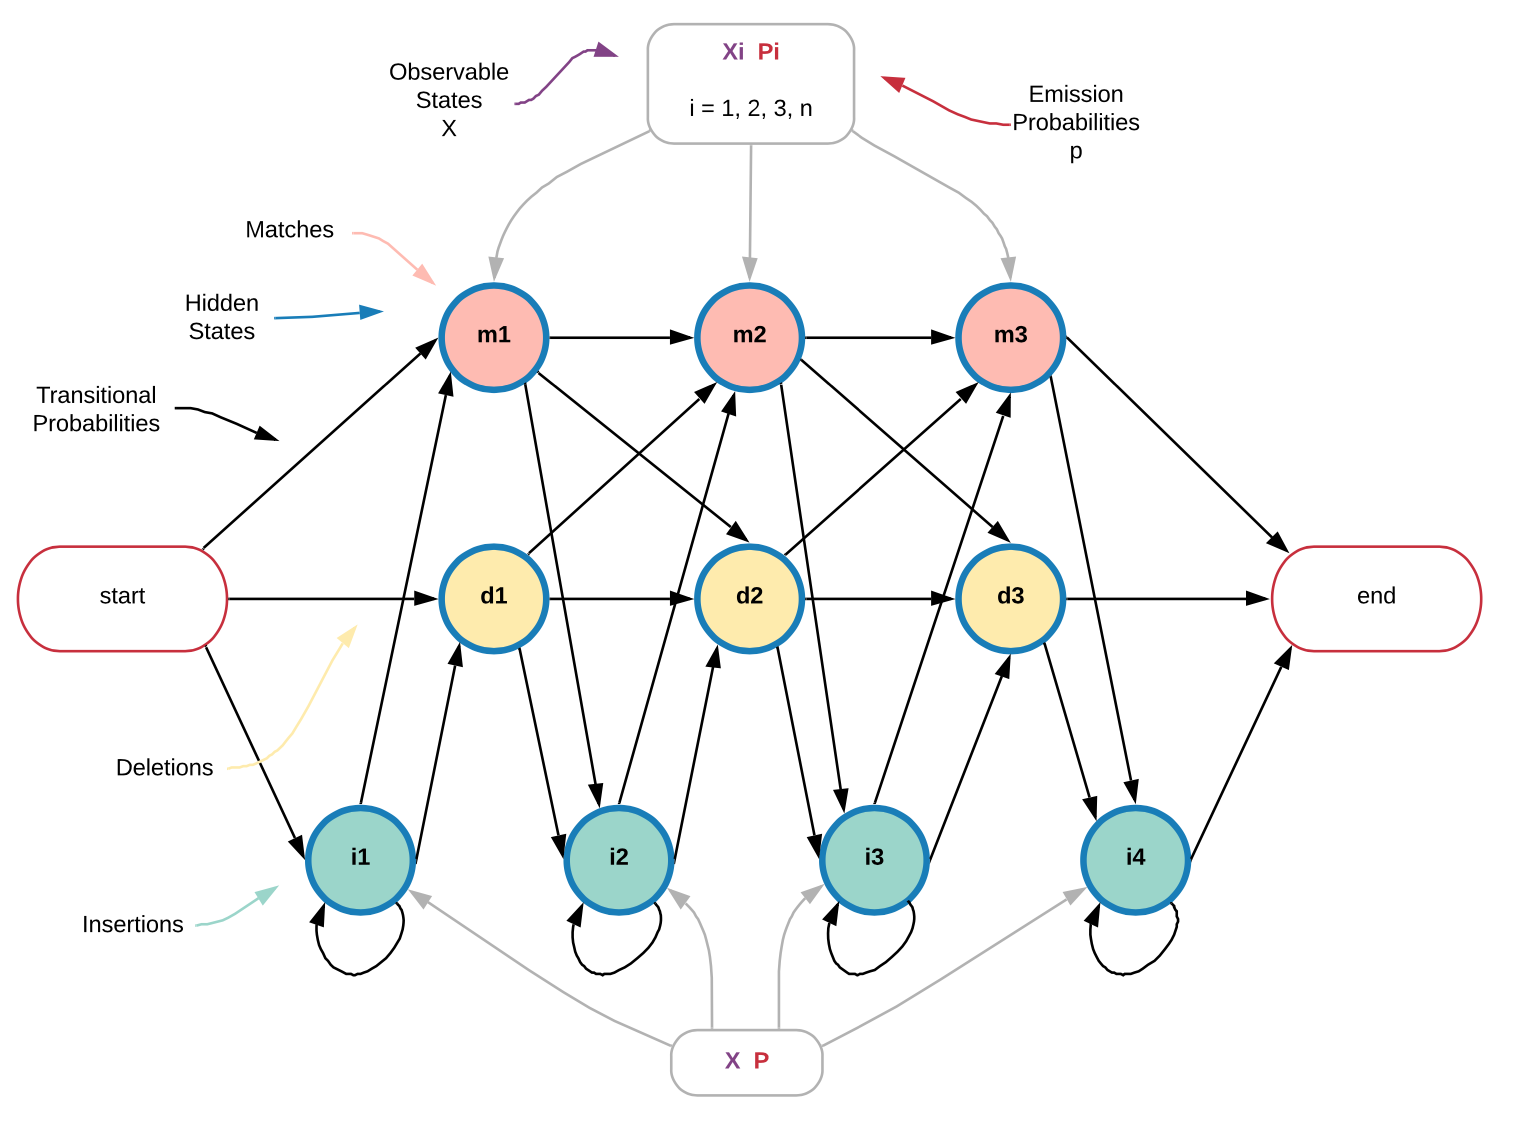 Xi Pi
i = 1, 2, 3, n
Observable
States
X
Emission
Probabilities
p
Matches
Hidden
States
Transitional
Probabilities
m1
m2
m3
start
d1
d2
d3
end
Deletions
i1
i2
i3
i4
Insertions
X P